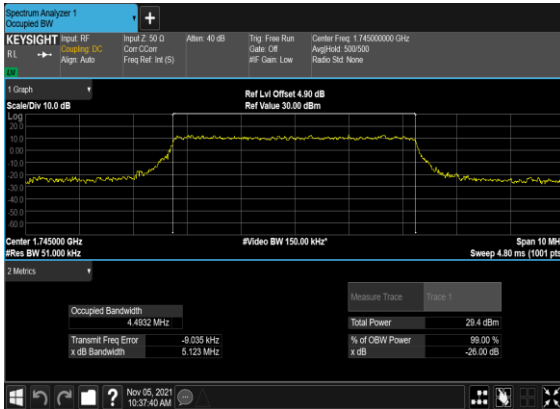 Spectrum Analyzer 1
Occupied BW
+
KEYSIGHT Input: RF Input Z: 50 Ω Atten: 40 dB Trig: Free Run Center Freq: 1.745000000 GHz
RL Coupling: DC Corr CCorr Gate: Off Avg|Hold: 500/500
Align: Auto Freq Ref: Int (S) #IF Gain: Low Radio Std: None
LM
1 Graph Ref Lvl Offset 4.90 dB
Scale/Div 10.0 dB Ref Value 30.00 dBm
Log
20.0
10.0
0.00
-10.0
-20.0
-30.0
-40.0
-50.0
-60.0
Center 1.745000 GHz #Video BW 150.00 kHz* Span 10 MH
#Res BW 51.000 kHz Sweep 4.80 ms (1001 pts
2 Metrics
Measure Trace Trace 1
Occupied Bandwidth
4.4932 MHz Total Power 29.4 dBm
Transmit Freq Error -9.035 kHz % of OBW Power 99.00 %
x dB Bandwidth 5.123 MHz x dB -26.00 dB
? Nov 05, 2021
10:37:40 AM